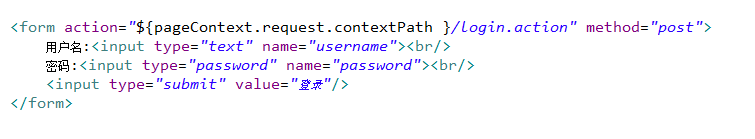 <form action="${pageContext.request.contextPath }/login.action" method="post">
用户名:<input type="text" name="username"><br/>
密码:<input type="password" name="password"><br/>
<input type="submit" value="登录"/>
</form>